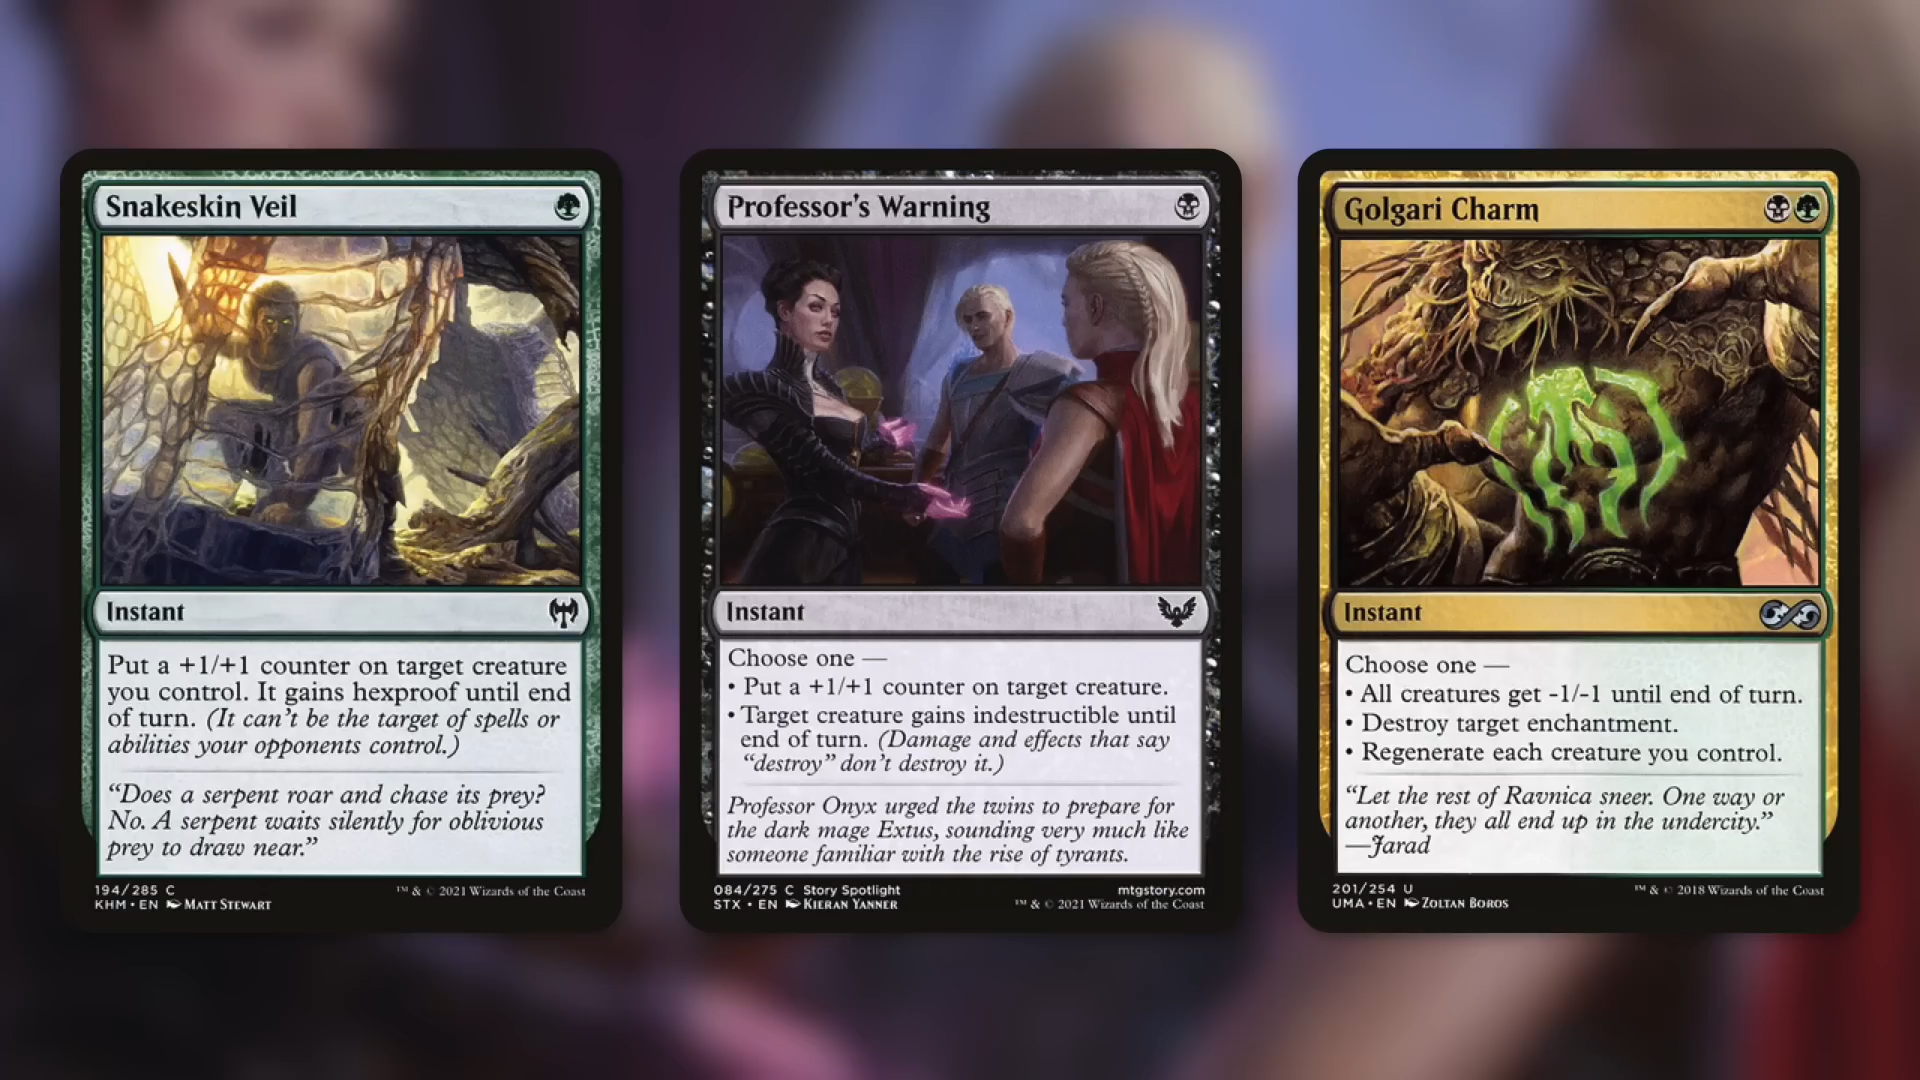 Snakeskin Veil
Instant
Put a +1/+1 counter on target creature
you control. It gains hexproof until end
of turn. (It can't be the target of spells or
abilities your opponents control.)
“Does a serpent roar and chase its prey?
No. A serpent waits silently for oblivious
prey to draw near.”
194/285 C
KHM • EN Matt Stewart
™ & © 2021 Wizards of the Coast
Professor's Warning
Instant
Choose one —
• Put a +1/+1 counter on target creature.
• Target creature gains indestructible until
end of turn. (Damage and effects that say
“destroy” don't destroy it.)
Professor Onyx urged the twins to prepare for
the dark mage Extus, sounding very much like
someone familiar with the rise of tyrants.
084/275 C Story Spotlight
mtgstory.com
STX • EN Kieran Yanner
™ & © 2021 Wizards of the Coast
Golgari Charm
Instant
Choose one —
• All creatures get -1/-1 until end of turn.
• Destroy target enchantment.
• Regenerate each creature you control.
“Let the rest of Ravnica sneer. One way or
another, they all end up in the undercity.”
—Jarad
201/254 U
UMA • EN Zoltan Boros
™ & © 2018 Wizards of the Coast